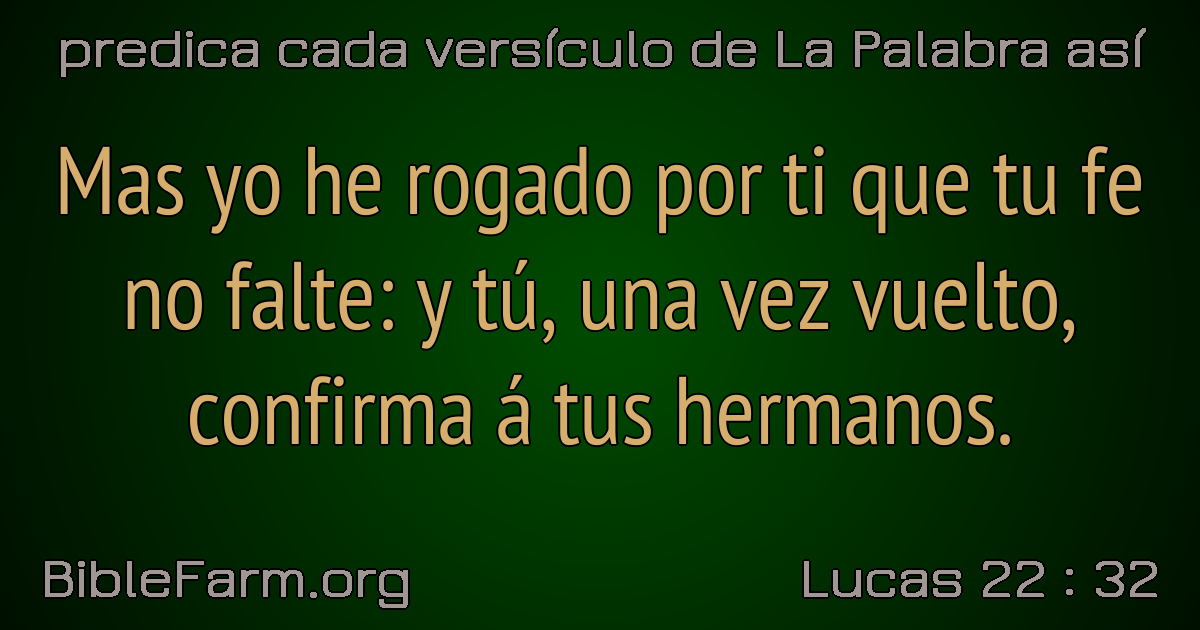 predica cada versículo de La Palabra así
Mas yo he rogado por ti que tu fe
no falte: y tú, una vez vuelto,
confirma á tus hermanos.
BibleFarm.org
Lucas 22 : 32